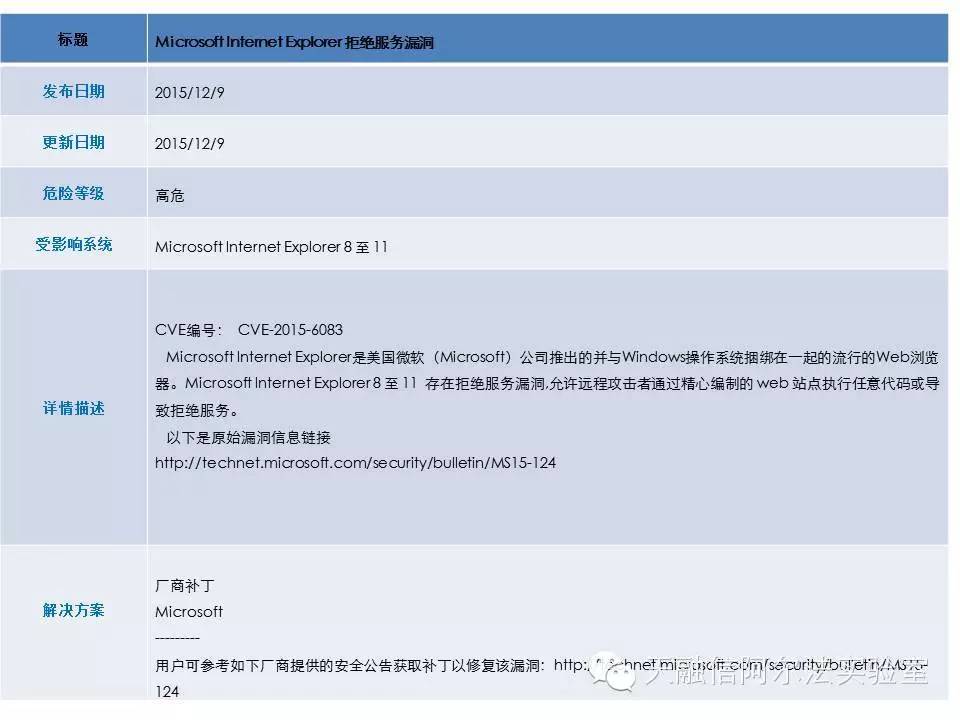 标题 Microsoft Internet Explorer 拒绝服务漏洞
发布日期 2015/12/9
更新日期 2015/12/9
危险等级 高危
受影响系统 Microsoft Internet Explorer 8 至 11
详情描述
CVE编号： CVE-2015-6083
Microsoft Internet Explorer是美国微软（Microsoft）公司推出的并与Windows操作系统捆绑在一起的流行的Web浏览
器。Microsoft Internet Explorer 8 至 11 存在拒绝服务漏洞,允许远程攻击者通过精心编制的 web 站点执行任意代码或导
致拒绝服务。
以下是原始漏洞信息链接
http://technet.microsoft.com/security/bulletin/MS15-124
解决方案
厂商补丁
Microsoft
---------
用户可参考如下厂商提供的安全公告获取补丁以修复该漏洞：http://technet.microsoft.com/security/bulletin/MS15-
124
天融信阿尔法实验室